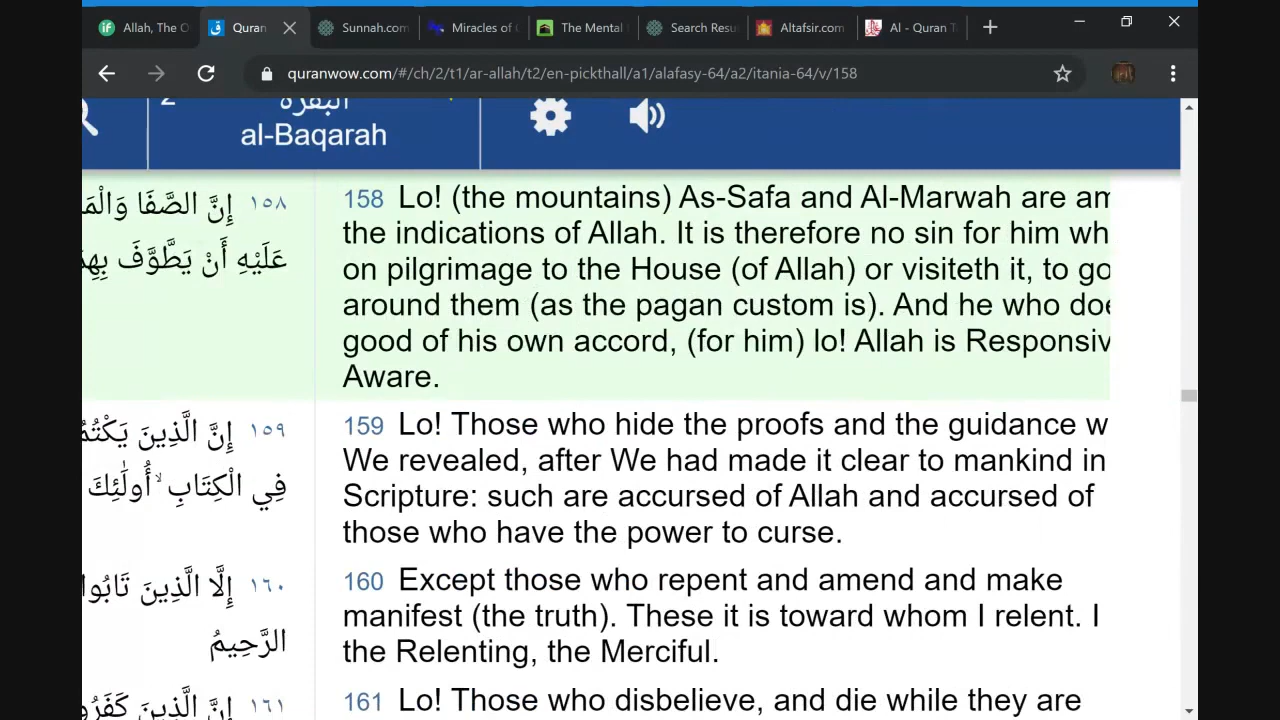 Allah, The O
Quran
Sunnah.com
Miracles of
The Mental
Search Resu
Altafsir.com
Al - Quran T
quranwow.com/#/ch/2/t1/ar-allah/t2/en-pickthall/a1/alafasy-64/a2/itania-64/v/158
2
البقرة
al-Baqarah
١٥٨ إِنَّ الصَّفَا وَالْمَ
عَلَيْهِ أَنْ يَطَّوَّفَ بِهِ
158 Lo! (the mountains) As-Safa and Al-Marwah are am
the indications of Allah. It is therefore no sin for him wh
on pilgrimage to the House (of Allah) or visiteth it, to go
around them (as the pagan custom is). And he who doe
good of his own accord, (for him) lo! Allah is Responsiv
Aware.
١٥٩ إِنَّ الَّذِينَ يَكْتُمُ
فِي الْكِتَابِ ۙ أُولَٰئِكَ
159 Lo! Those who hide the proofs and the guidance w
We revealed, after We had made it clear to mankind in
Scripture: such are accursed of Allah and accursed of
those who have the power to curse.
١٦٠ إِلَّا الَّذِينَ تَابُوا
الرَّحِيمُ
160 Except those who repent and amend and make
manifest (the truth). These it is toward whom I relent. I
the Relenting, the Merciful.
١٦١ إِنَّ الَّذِينَ كَفَرُو
161 Lo! Those who disbelieve, and die while they are